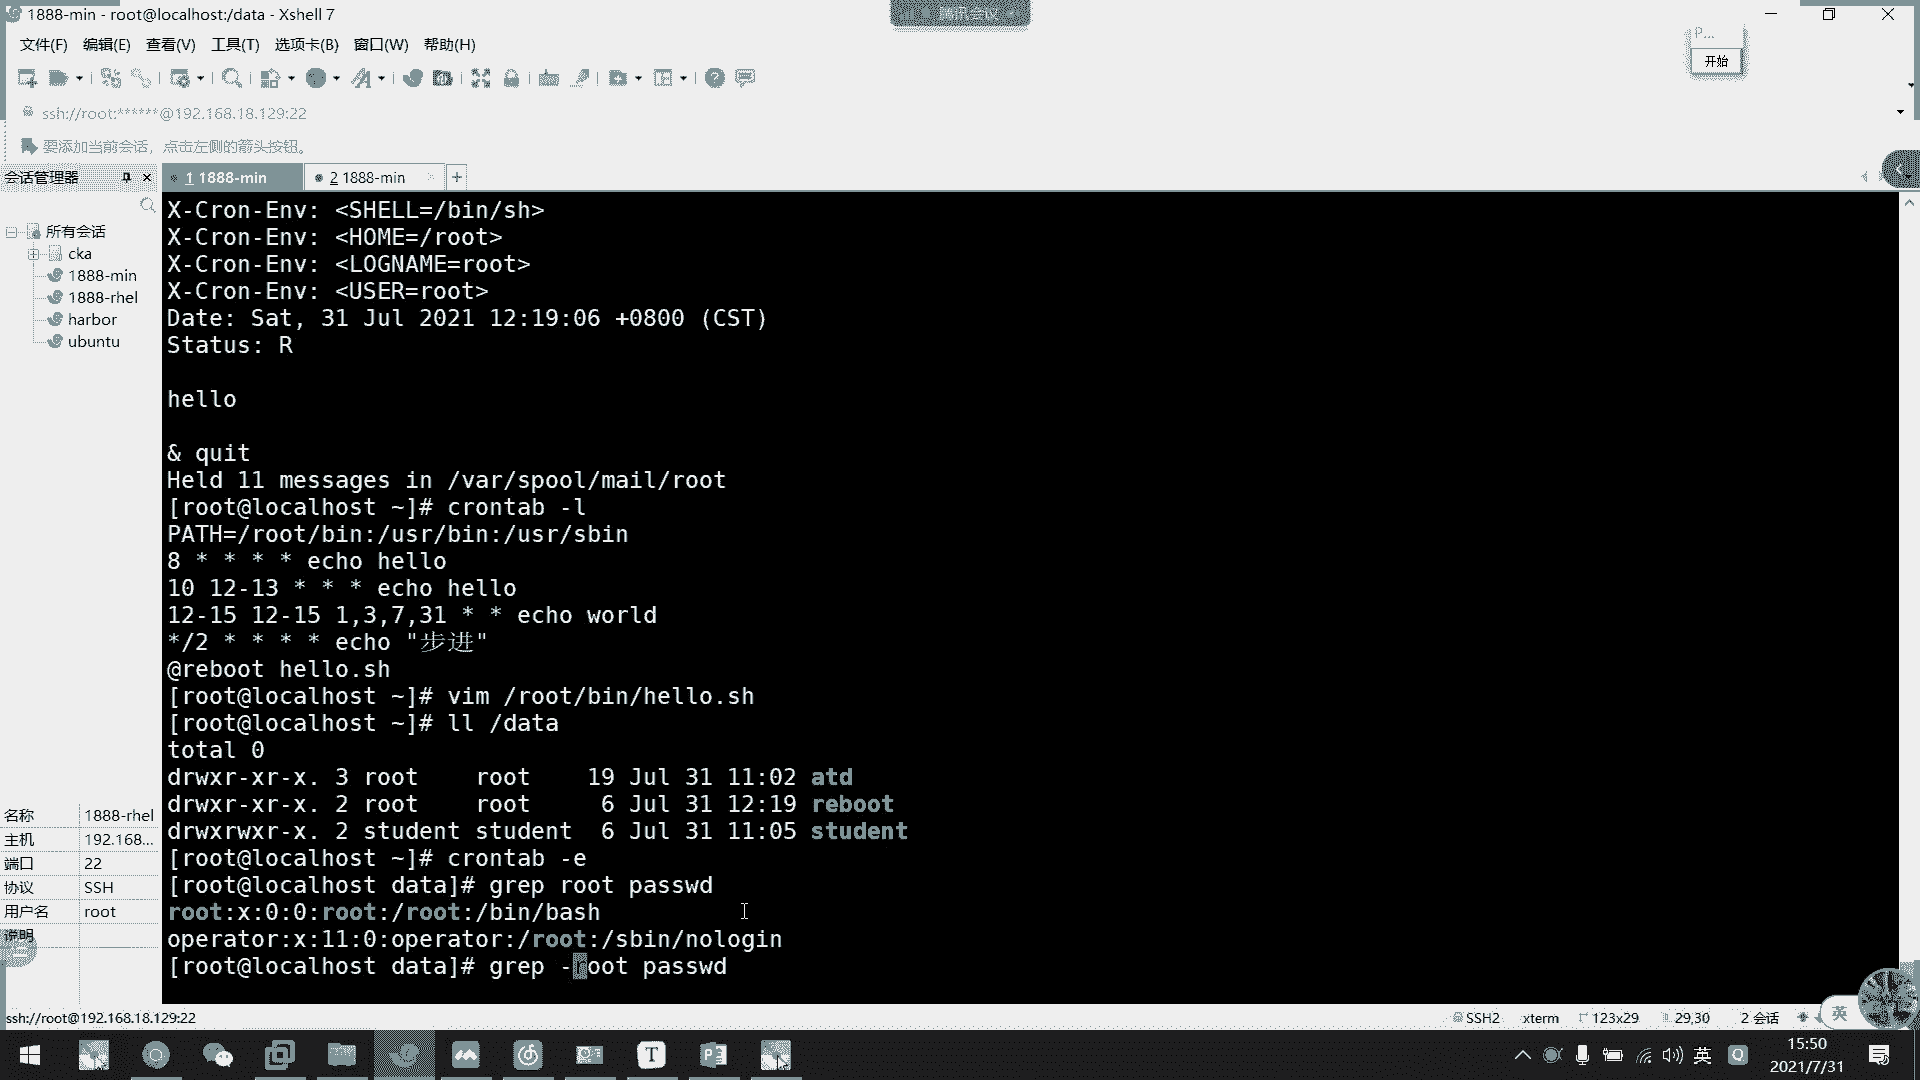 1888-min - root@localhost:/data - Xshell 7
腾讯会议
P...
开始
文件(F) 编辑(E) 查看(V) 工具(T) 选项卡(B) 窗口(W) 帮助(H)
ssh://root:******@192.168.18.129:22
要添加当前会话，点击左侧的箭头按钮。
会话管理器
1 1888-min
2 1888-min
所有会话
cka
1888-min
1888-rhel
harbor
ubuntu
X-Cron-Env: <SHELL=/bin/sh>
X-Cron-Env: <HOME=/root>
X-Cron-Env: <LOGNAME=root>
X-Cron-Env: <USER=root>
Date: Sat, 31 Jul 2021 12:19:06 +0800 (CST)
Status: R
hello
& quit
Held 11 messages in /var/spool/mail/root
[root@localhost ~]# crontab -l
PATH=/root/bin:/usr/bin:/usr/sbin
8 * * * * echo hello
10 12-13 * * * echo hello
12-15 12-15 1,3,7,31 * * echo world
*/2 * * * * echo "步进"
@reboot hello.sh
[root@localhost ~]# vim /root/bin/hello.sh
[root@localhost ~]# ll /data
total 0
drwxr-xr-x. 3 root    root    19 Jul 31 11:02 atd
drwxr-xr-x. 2 root    root     6 Jul 31 12:19 reboot
drwxrwxr-x. 2 student student  6 Jul 31 11:05 student
[root@localhost ~]# crontab -e
[root@localhost data]# grep root passwd
root:x:0:0:root:/root:/bin/bash
operator:x:11:0:operator:/root:/sbin/nologin
[root@localhost data]# grep -root passwd
名称 1888-rhel
主机 192.168...
端口 22
协议 SSH
用户名 root
说明
ssh://root@192.168.18.129:22
SSH2 xterm 123x29 29,30 2 会话
英
英
15:50
2021/7/31